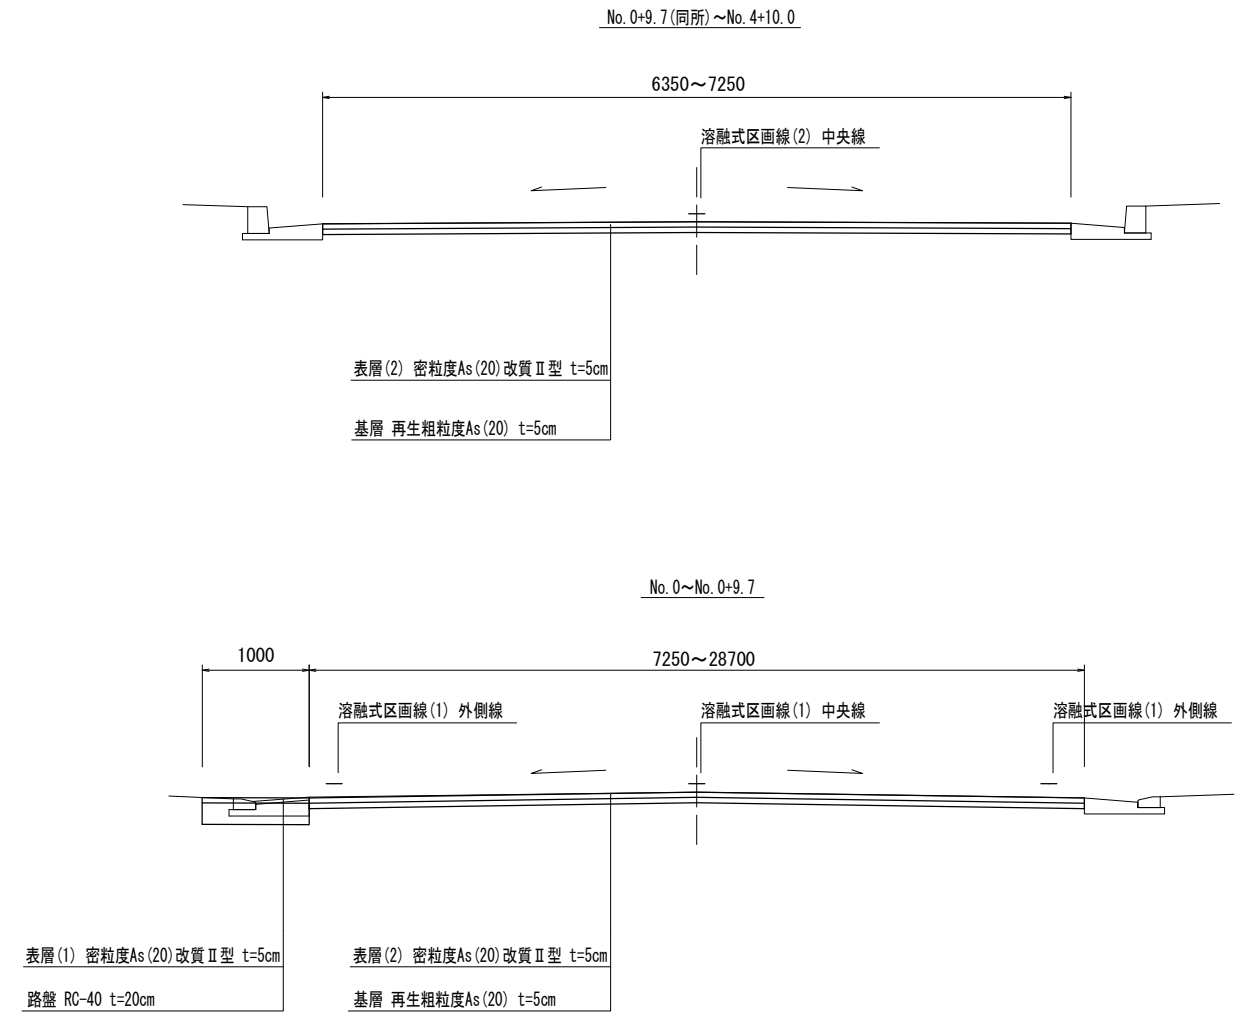 No.0+9.7(同所)～No.4+10.0
6350～7250
溶融式区画線(2) 中央線
表層(2) 密粒度As(20)改質Ⅱ型 t=5cm
基層 再生粗粒度As(20) t=5cm
No.0～No.0+9.7
1000
7250～28700
溶融式区画線(1) 外側線
溶融式区画線(1) 中央線
溶融式区画線(1) 外側線
表層(1) 密粒度As(20)改質Ⅱ型 t=5cm
路盤 RC-40 t=20cm
表層(2) 密粒度As(20)改質Ⅱ型 t=5cm
基層 再生粗粒度As(20) t=5cm